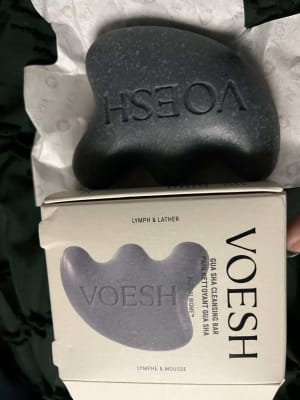 VOESH
LYMPH & LATHER
VOESH
LYMPHE & MOUSSE
GUA SHA CLEANSING BAR
PAIN NETTOYANT GUA SHA
VOESH